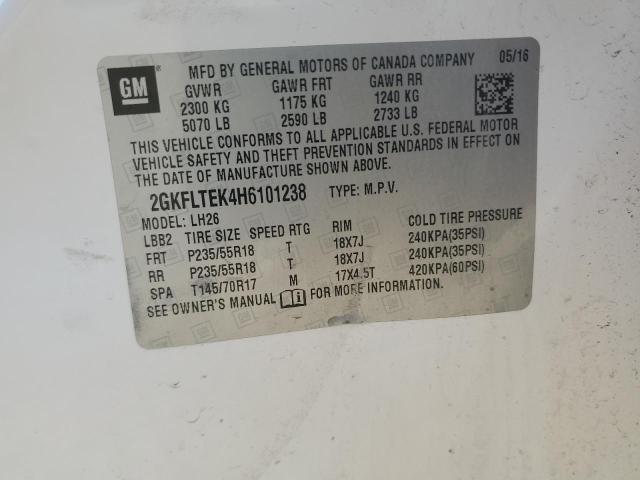 GM®
MFD BY GENERAL MOTORS OF CANADA COMPANY 05/16
GVWR GAWR FRT GAWR RR
2300 KG 1175 KG 1240 KG
5070 LB 2590 LB 2733 LB
THIS VEHICLE CONFORMS TO ALL APPLICABLE U.S. FEDERAL MOTOR
VEHICLE SAFETY AND THEFT PREVENTION STANDARDS IN EFFECT ON
THE DATE OF MANUFACTURE SHOWN ABOVE.
2GKFLTEK4H6101238 TYPE: M.P.V.
MODEL: LH26
LBB2 TIRE SIZE SPEED RTG RIM COLD TIRE PRESSURE
FRT P235/55R18 T 18X7J 240KPA(35PSI)
RR P235/55R18 T 18X7J 240KPA(35PSI)
SPA T145/70R17 M 17X4.5T 420KPA(60PSI)
SEE OWNER'S MANUAL i FOR MORE INFORMATION.